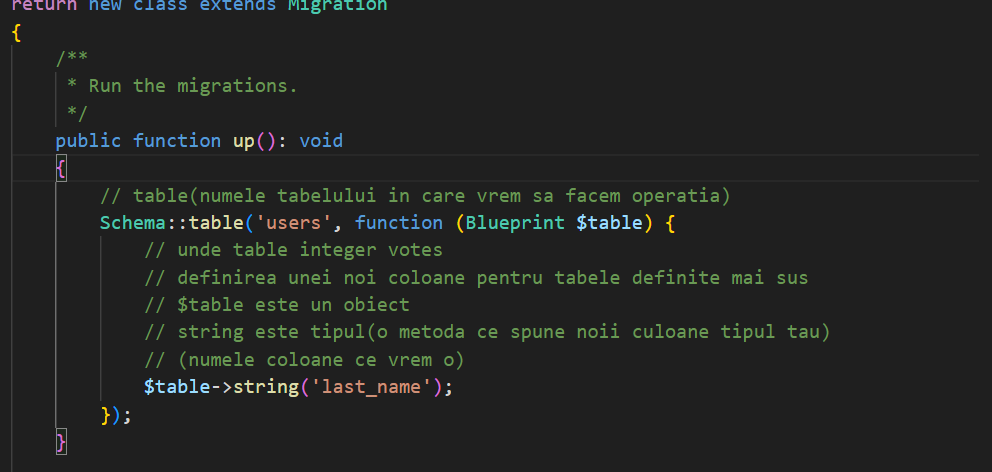 return new class extends Migration
{
/**
* Run the migrations.
*/
public function up(): void
{
// table(numele tabelului in care vrem sa facem operatia)
Schema::table('users', function (Blueprint $table) {
// unde table integer votes
// definirea unei noi coloane pentru tabele definite mai sus
// $table este un obiect
// string este tipul(o metoda ce spune noii culoane tipul tau)
// (numele coloane ce vrem o)
$table->string('last_name');
});
}